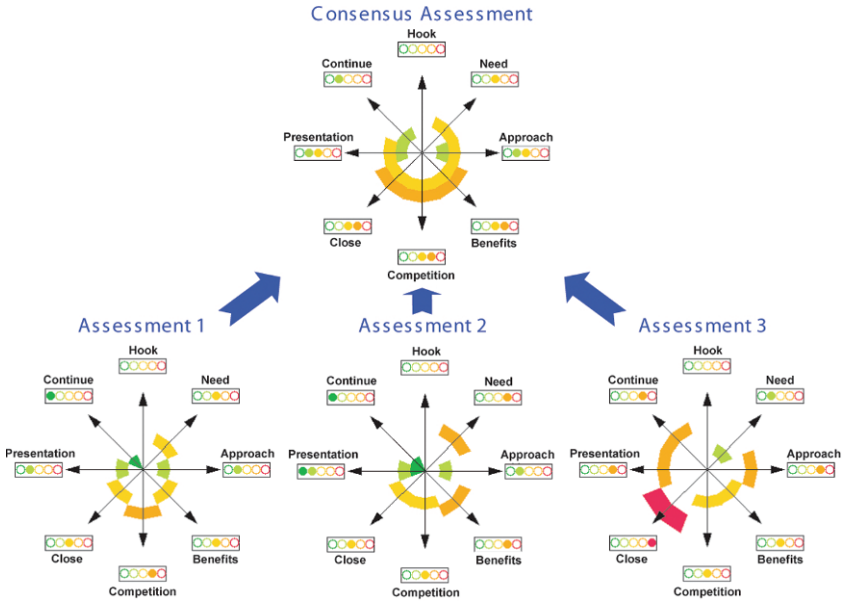 Consensus Assessment
Hook
Continue
Need
Presentation
Approach
Close
Benefits
Competition
Assessment 1
Assessment 2
Assessment 3
Hook
Continue
Need
Presentation
Approach
Close
Benefits
Competition
Hook
Continue
Need
Presentation
Approach
Close
Benefits
Competition
Hook
Continue
Need
Presentation
Approach
Close
Benefits
Competition